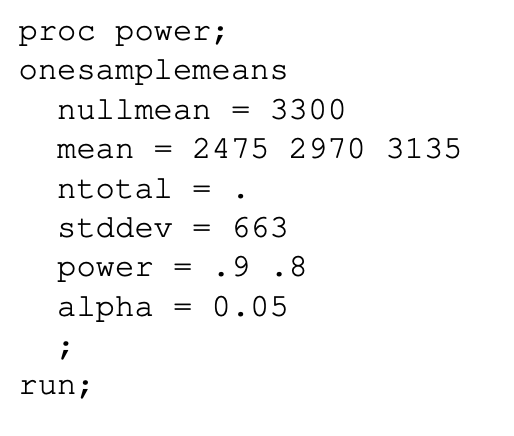 proc power;
onesamplemeans
  nullmean = 3300
  mean = 2475 2970 3135
  ntotal = .
  stddev = 663
  power = .9 .8
  alpha = 0.05
  ;
run;